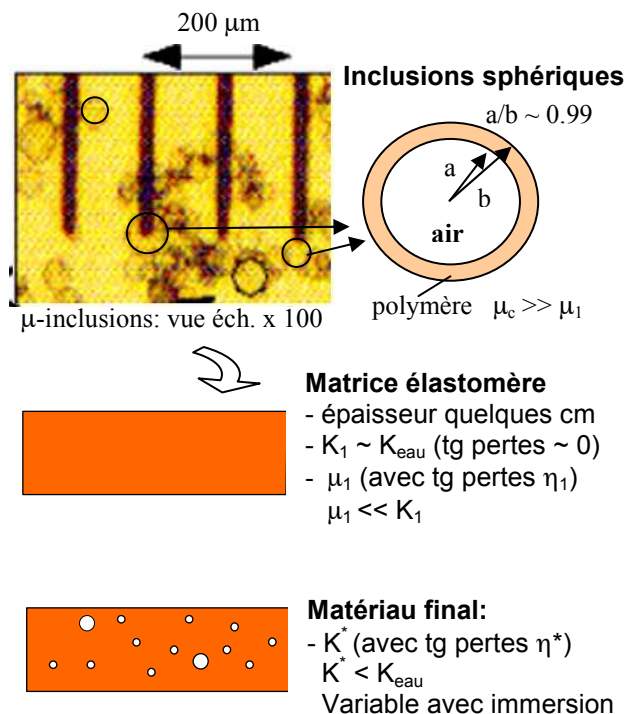 200 μm
Inclusions sphériques
a/b ~ 0.99
a
b
air
polymère μc >> μ1
μ-inclusions: vue éch. x 100
Matrice élastomère
- épaisseur quelques cm
- K1 ~ Keau (tg pertes ~ 0)
- μ1 (avec tg pertes η1)
μ1 << K1
Matériau final:
- K* (avec tg pertes η*)
K* < Keau
Variable avec immersion